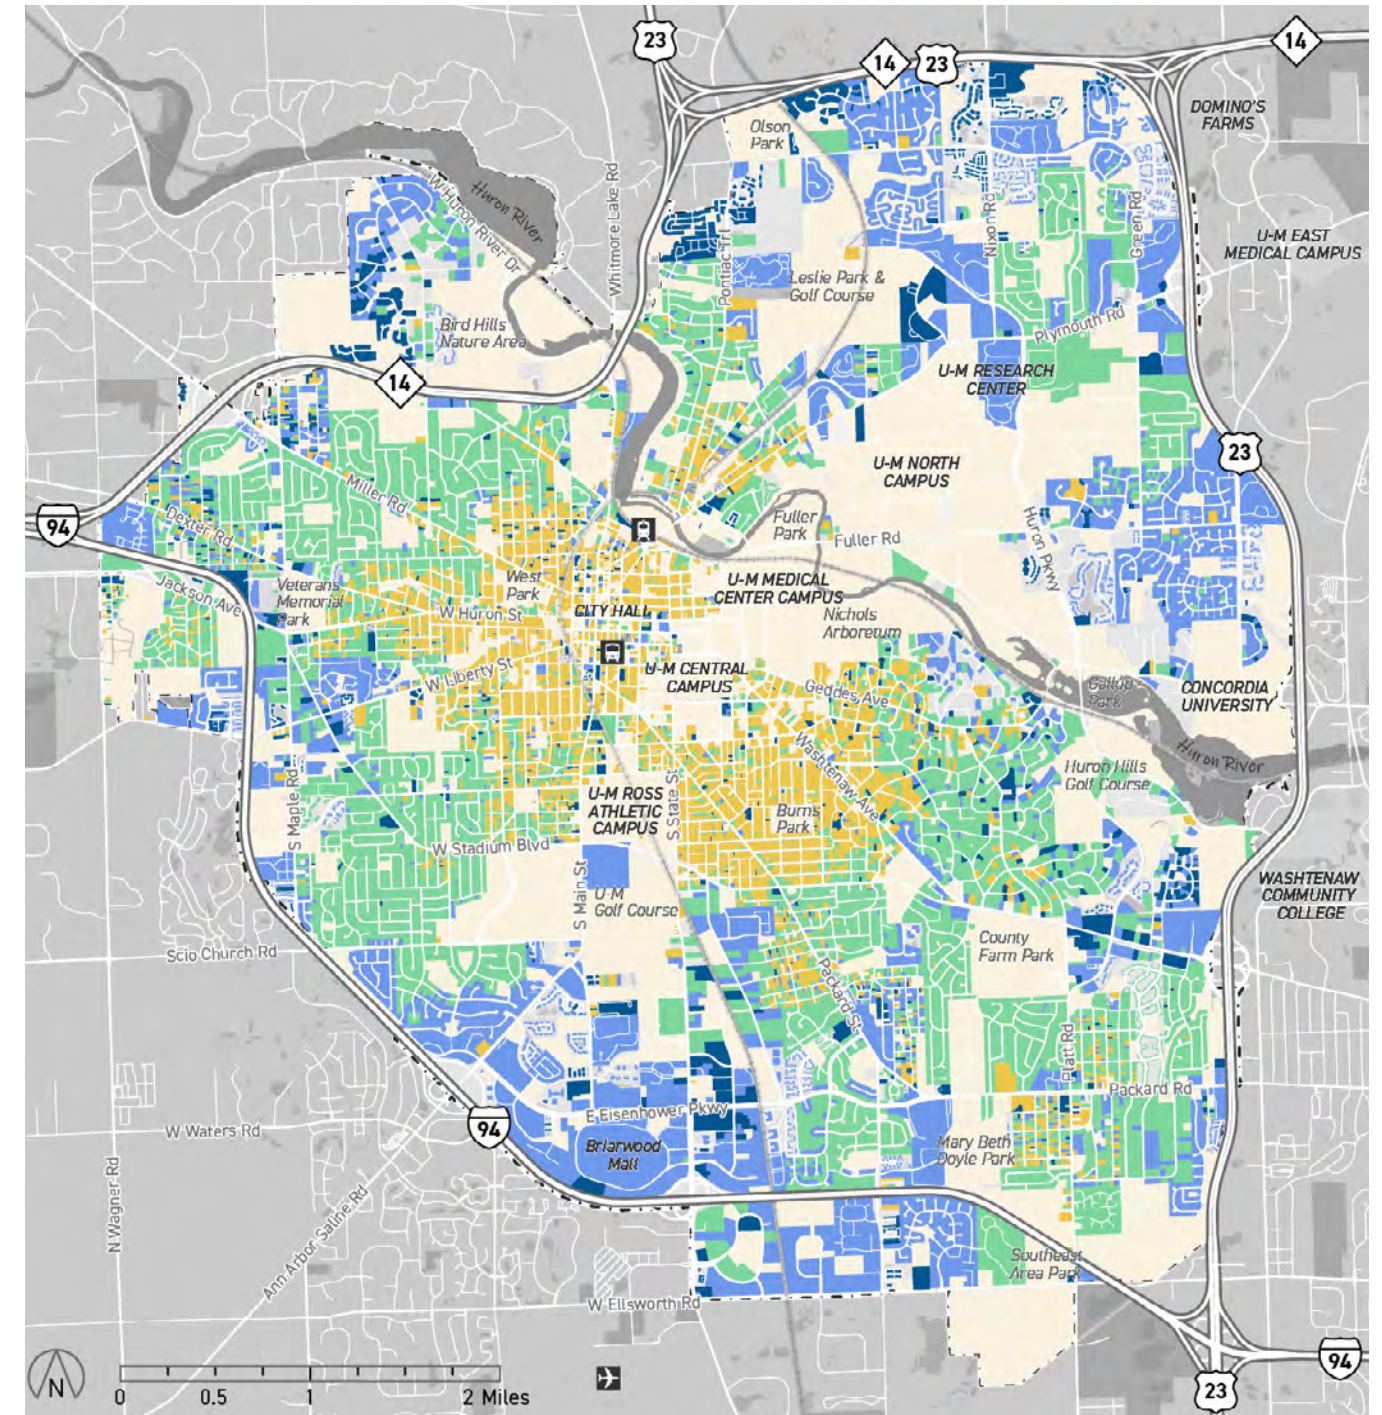 23
14
14
23
DOMINO'S
FARMS
Olson
Park
Whitmore Lake Rd
W Huron River Dr
Huron River
Pontiac Trl
Nixon Rd
Green Rd
U-M EAST
MEDICAL CAMPUS
Leslie Park &
Golf Course
Bird Hills
Nature Area
Plymouth Rd
14
U-M RESEARCH
CENTER
23
U-M NORTH
CAMPUS
Miller Rd
94
Dexter Rd
Fuller
Park
Fuller Rd
Huron Pkwy
Jackson Ave
Veterans
Memorial
Park
West
Park
W Huron St
CITY HALL
U-M MEDICAL
CENTER CAMPUS
Nichols
Arboretum
W Liberty St
U-M CENTRAL
CAMPUS
Geddes Ave
Gallup
Park
CONCORDIA
UNIVERSITY
Washtenaw Ave
Huron River
Huron Hills
Golf Course
S Maple Rd
U-M ROSS
ATHLETIC
CAMPUS
S State St
Burns
Park
W Stadium Blvd
S Main St
U-M
Golf Course
WASHTENAW
COMMUNITY
COLLEGE
Scio Church Rd
County
Farm Park
Packard St
Platt Rd
Packard Rd
E Eisenhower Pkwy
W Waters Rd
94
Briarwood
Mall
Mary Beth
Doyle Park
N Wagner Rd
Ann Arbor Saline Rd
Southeast
Area Park
W Ellsworth Rd
N
0 0.5 1 2 Miles
94
23